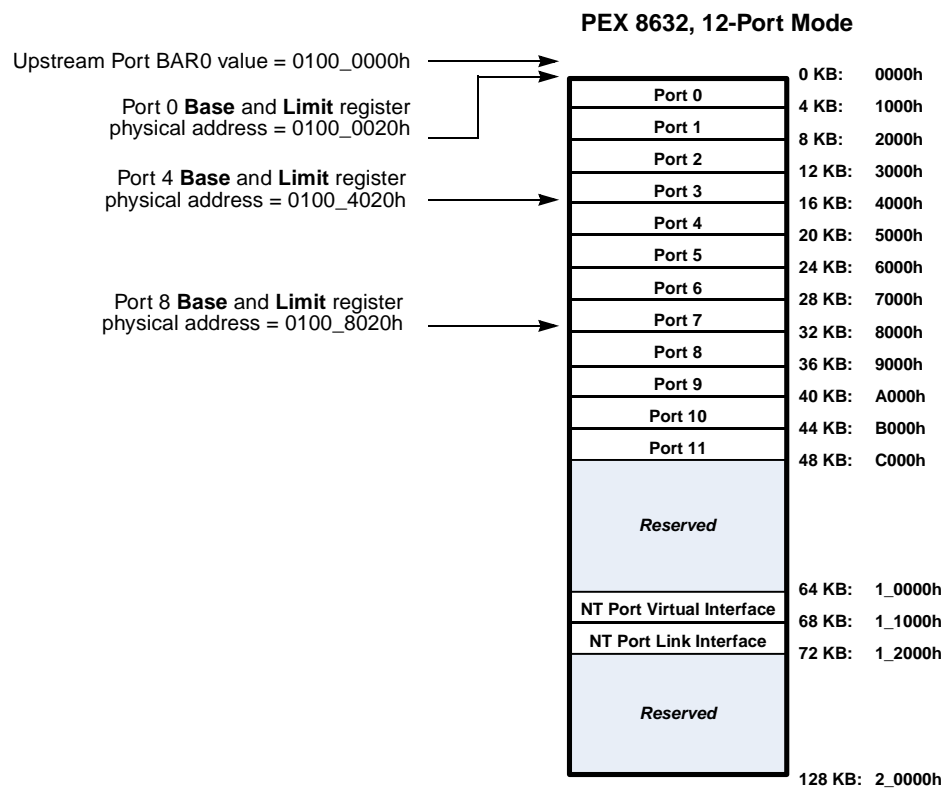 PEX 8632, 12-Port Mode
Upstream Port BAR0 value = 0100_0000h
Port 0 Base and Limit register
physical address = 0100_0020h
Port 4 Base and Limit register
physical address = 0100_4020h
Port 8 Base and Limit register
physical address = 0100_8020h
0 KB: 0000h
Port 0
4 KB: 1000h
Port 1
8 KB: 2000h
Port 2
12 KB: 3000h
Port 3
16 KB: 4000h
Port 4
20 KB: 5000h
Port 5
24 KB: 6000h
Port 6
28 KB: 7000h
Port 7
32 KB: 8000h
Port 8
36 KB: 9000h
Port 9
40 KB: A000h
Port 10
44 KB: B000h
Port 11
48 KB: C000h
Reserved
64 KB: 1_0000h
NT Port Virtual Interface
68 KB: 1_1000h
NT Port Link Interface
72 KB: 1_2000h
Reserved
128 KB: 2_0000h